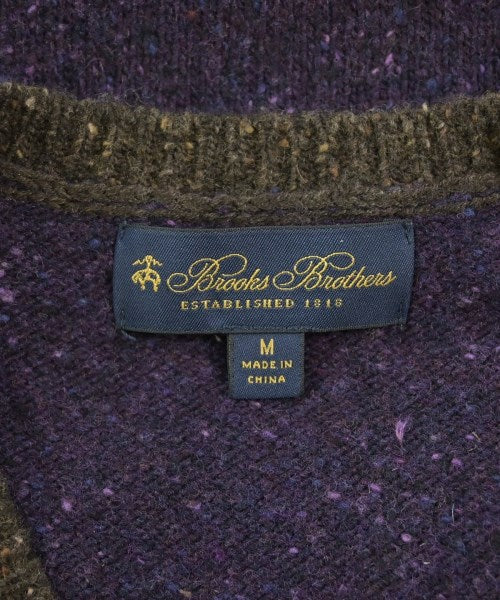 Brooks Brothers
ESTABLISHED 1818
M
MADE IN
CHINA